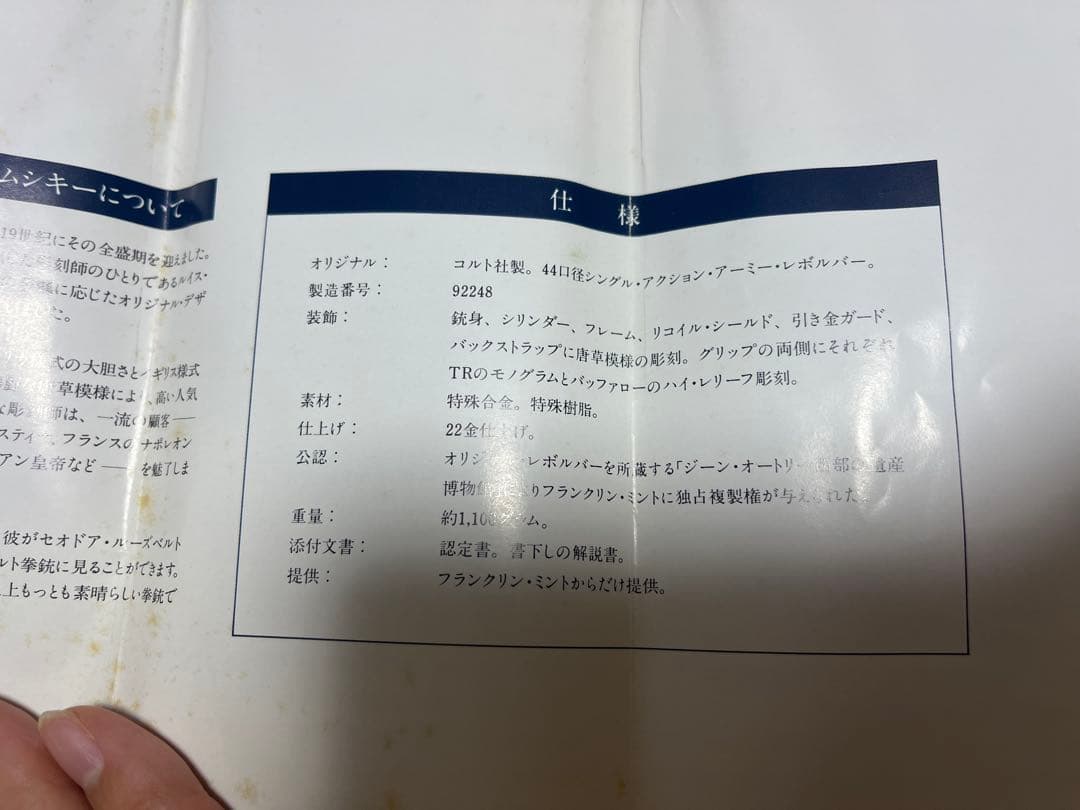 ムシキーについて
19世紀にその全盛期を迎えました。
刻師のひとりであるルイス・
に応じたオリジナル・デザ
た。
式の大胆さとイギリス様式
草模様により、高い人気
な彫刻師は、一流の顧客――
スティ、フランスのナポレオン
アン皇帝など――を魅了しま
彼がセオドア・ルーズベルト
ルト拳銃に見ることができます。
上もっとも素晴らしい拳銃で
仕様
オリジナル： コルト社製。44口径シングル・アクション・アーミー・レボルバー。
製造番号： 92248
装飾： 銃身、シリンダー、フレーム、リコイル・シールド、引き金ガード、
バックストラップに唐草模様の彫刻。グリップの両側にそれぞれ
TRのモノグラムとバッファローのハイ・レリーフ彫刻。
素材： 特殊合金。特殊樹脂。
仕上げ： 22金仕上げ。
公認： オリジナル・レボルバーを所蔵する「ジーン・オートリー西部の遺産
博物館」よりフランクリン・ミントに独占複製権が与えられた。
重量： 約1,100グラム。
添付文書： 認定書。書下しの解説書。
提供： フランクリン・ミントからだけ提供。